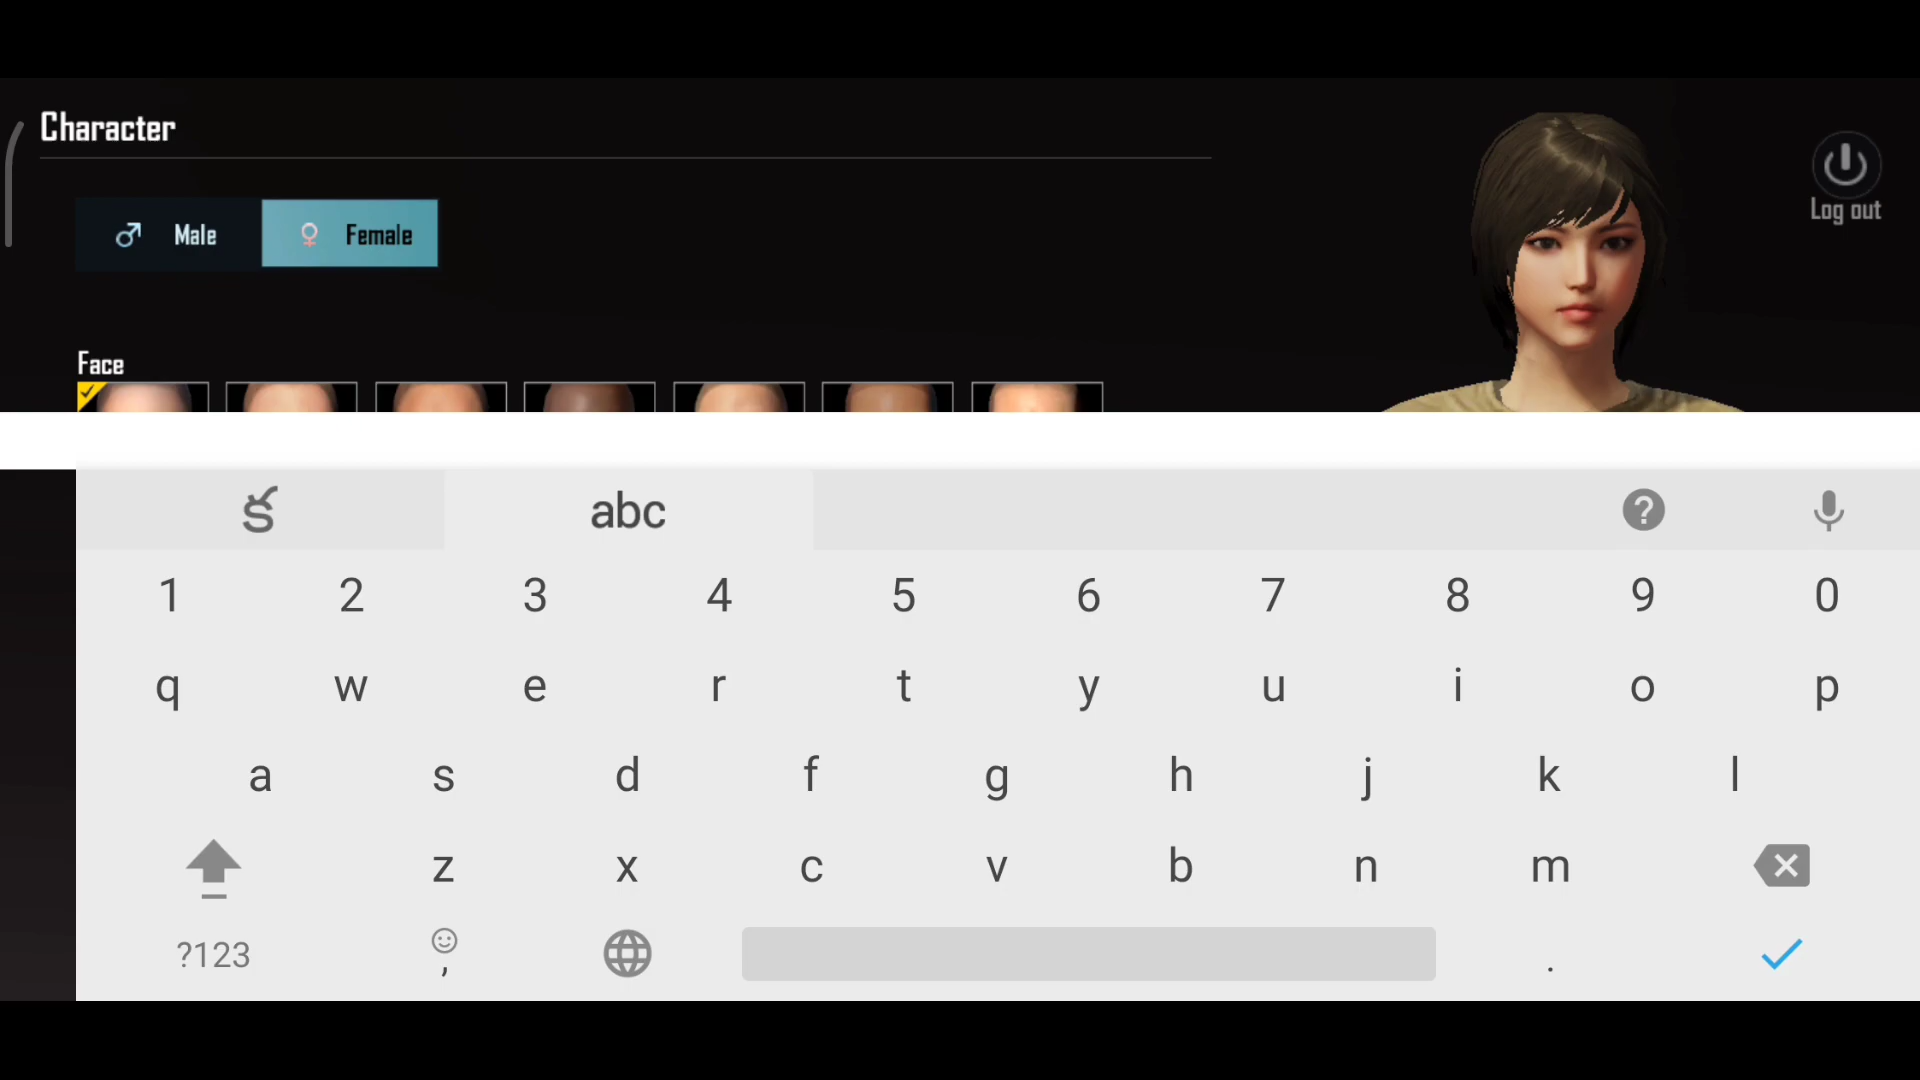 Character
Log out
Male
Female
Face
abc
1 2 3 4 5 6 7 8 9 0
q w e r t y u i o p
a s d f g h j k l
z x c v b n m
?123
,
.